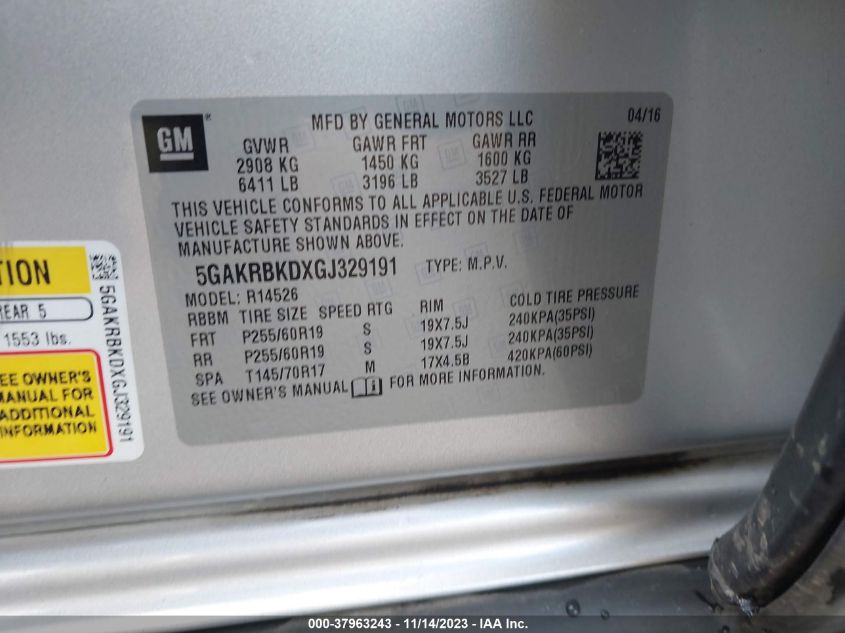 GM
MFD BY GENERAL MOTORS LLC 04/16
GVWR GAWR FRT GAWR RR
2908 KG 1450 KG 1600 KG
6411 LB 3196 LB 3527 LB
THIS VEHICLE CONFORMS TO ALL APPLICABLE U.S. FEDERAL MOTOR
VEHICLE SAFETY STANDARDS IN EFFECT ON THE DATE OF
MANUFACTURE SHOWN ABOVE.
5GAKRBKDXGJ329191 TYPE: M.P.V.
MODEL: R14526
RBBM TIRE SIZE SPEED RTG RIM COLD TIRE PRESSURE
FRT P255/60R19 S 19X7.5J 240KPA(35PSI)
RR P255/60R19 S 19X7.5J 240KPA(35PSI)
SPA T145/70R17 M 17X4.5B 420KPA(60PSI)
SEE OWNER'S MANUAL FOR MORE INFORMATION.
TION
REAR 5
1553 lbs.
SEE OWNER'S
MANUAL FOR
ADDITIONAL
INFORMATION
5GAKRBKDXGJ329191
000-37963243 - 11/14/2023 - IAA Inc.